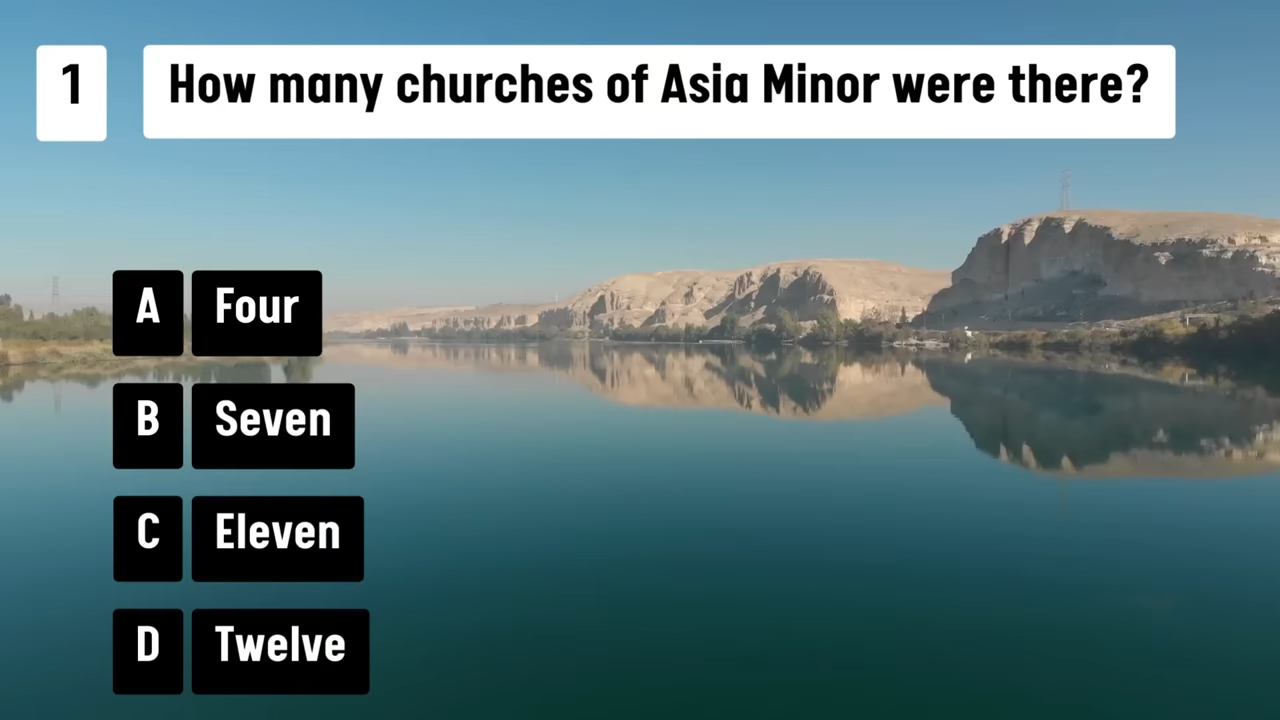 1 How many churches of Asia Minor were there?
A Four
B Seven
C Eleven
D Twelve